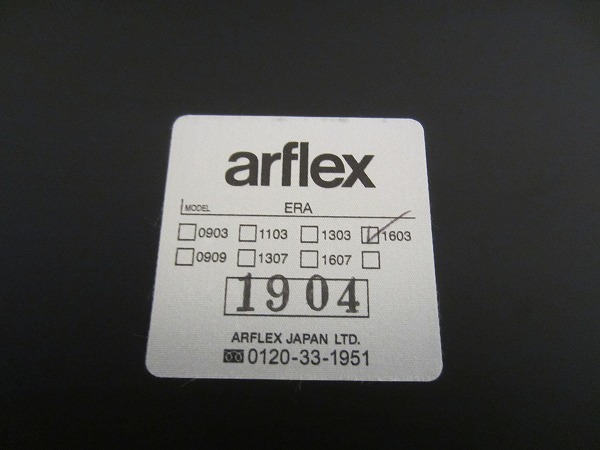 arflex
MODEL ERA
0903 1103 1303 1603
0909 1307 1607
1904
ARFLEX JAPAN LTD.
0120-33-1951